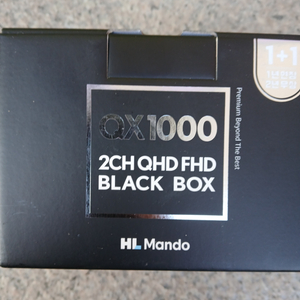 1+1
Premium Beyond The Best
QX1000
2CH QHD FHD
BLACK BOX
HL Mando